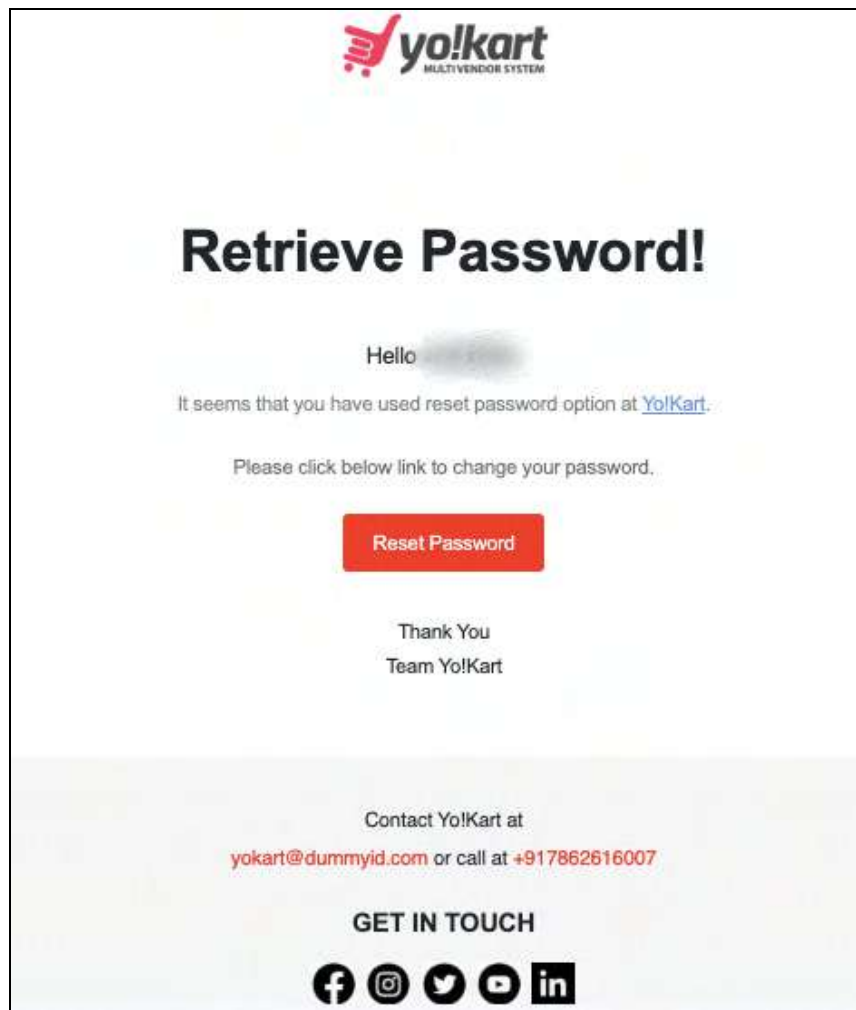 yo!kart
MULTI VENDOR SYSTEM
Retrieve Password!
Hello
It seems that you have used reset password option at Yo!Kart.
Please click below link to change your password.
Reset Password
Thank You
Team Yo!Kart
Contact Yo!Kart at
yokart@dummyid.com or call at +917862616007
GET IN TOUCH